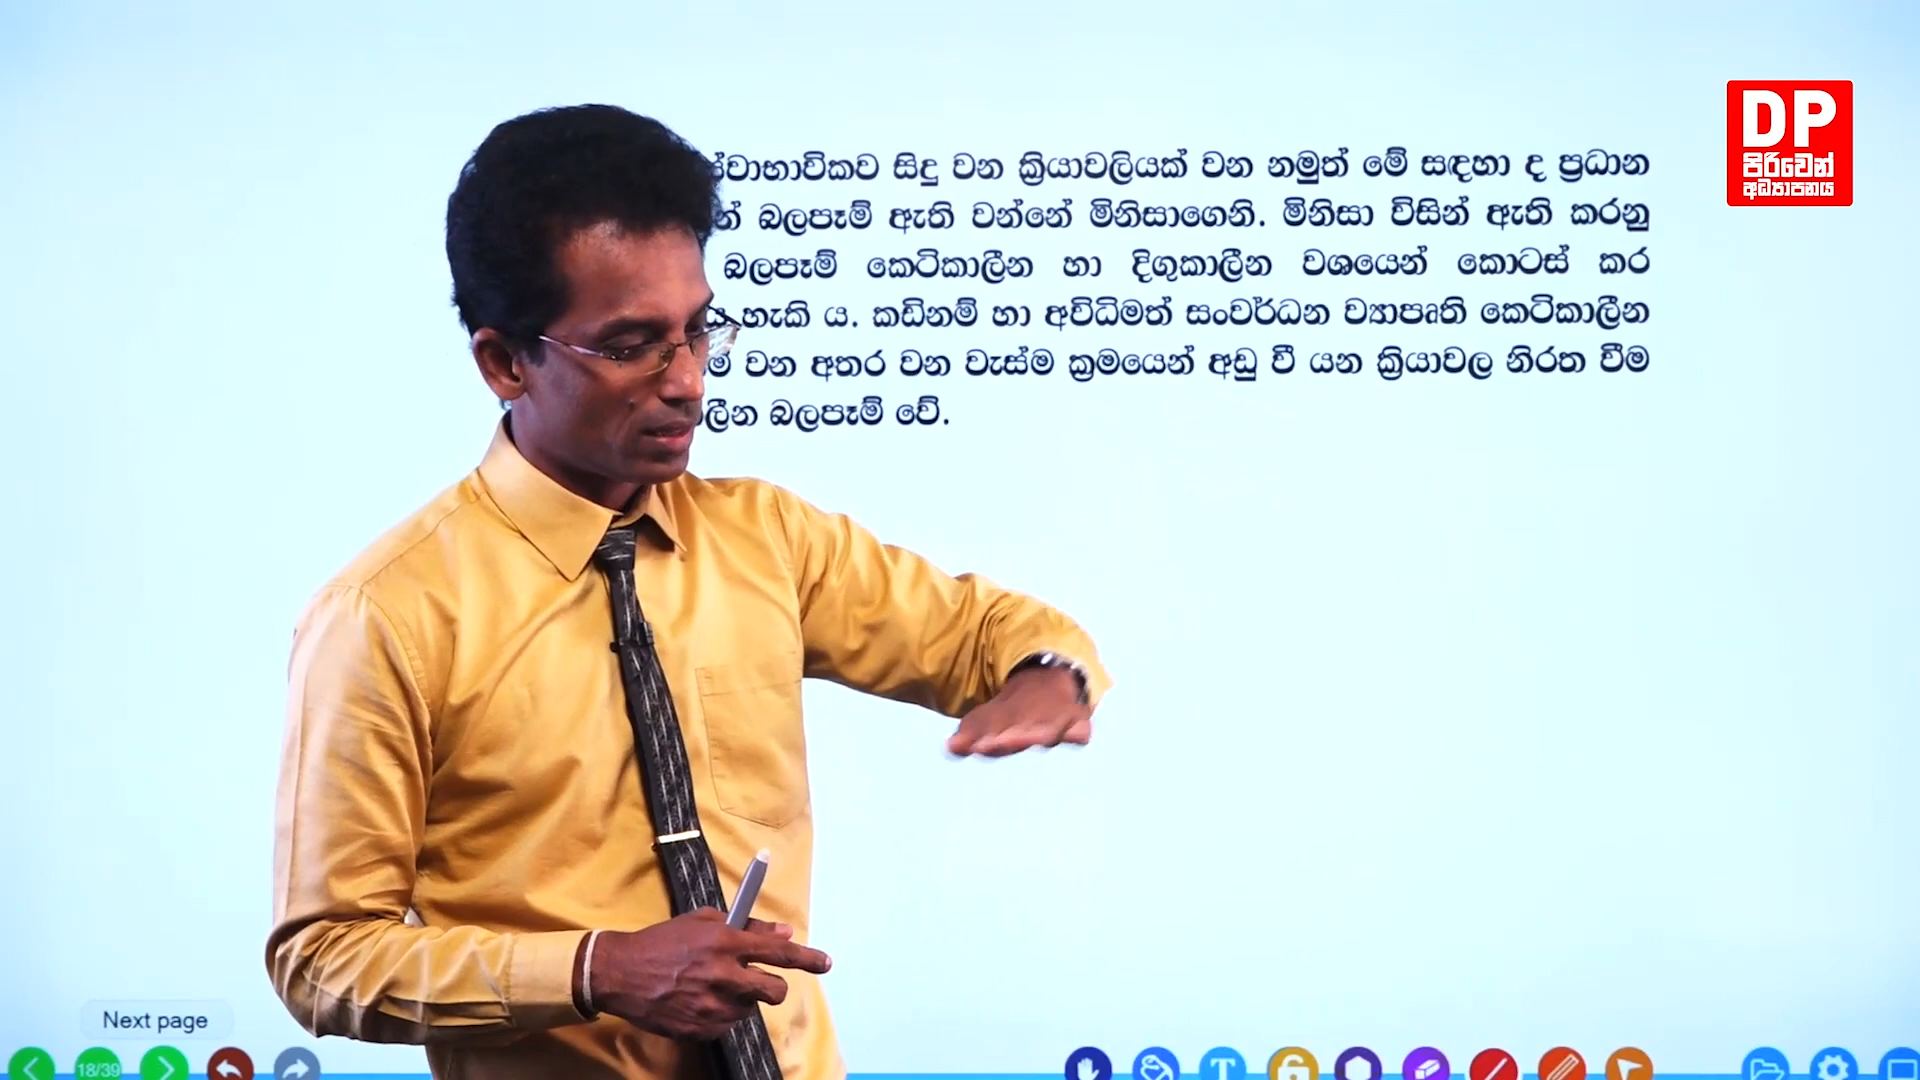 DP
පිරිවෙන්
අධ්‍යාපනය
ස්වාභාවිකව සිදු වන ක්‍රියාවලියක් වන නමුත් මේ සඳහා ද ප්‍රධාන
බලපෑම් ඇති වන්නේ මිනිසාගෙනි. මිනිසා විසින් ඇති කරනු
බලපෑම් කෙටිකාලීන හා දිගුකාලීන වශයෙන් කොටස් කර
හැකි ය. කඩිනම් හා අවිධිමත් සංවර්ධන ව්‍යාපෘති කෙටිකාලීන
වන අතර වන වැස්ම ක්‍රමයෙන් අඩු වී යන ක්‍රියාවල නිරත වීම
බලපෑම් වේ.
Next page
18/39
T